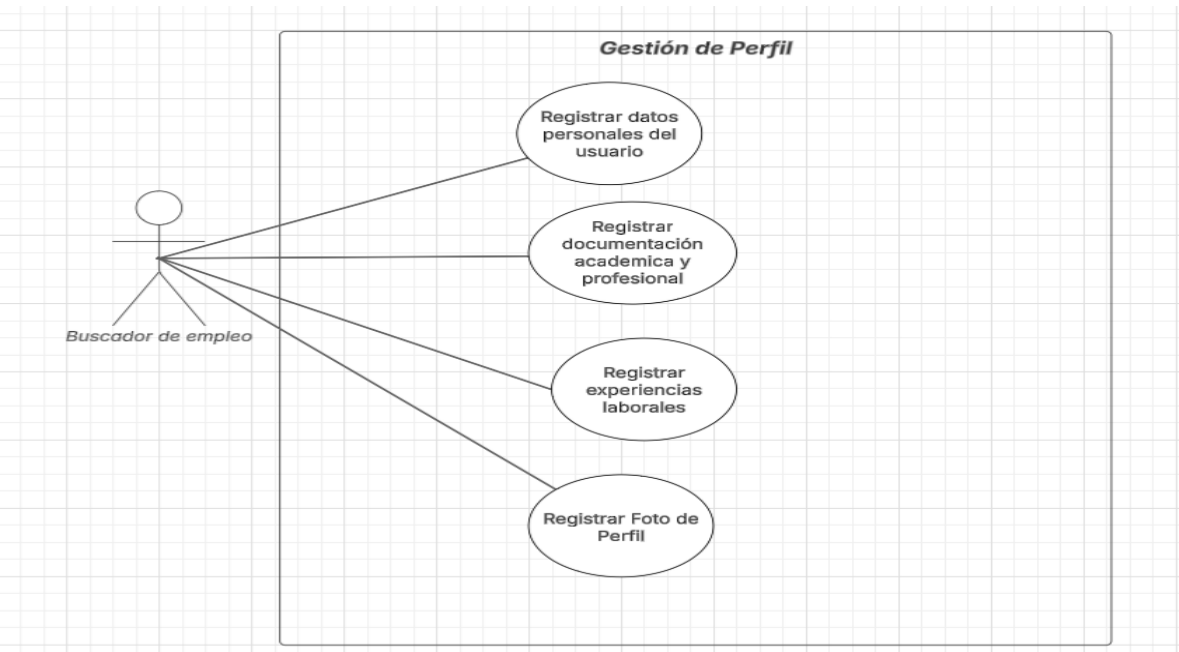 Gestión de Perfil
Registrar datos
personales del
usuario
Registrar
documentación
academica y
profesional
Buscador de empleo
Registrar
experiencias
laborales
Registrar Foto de
Perfil